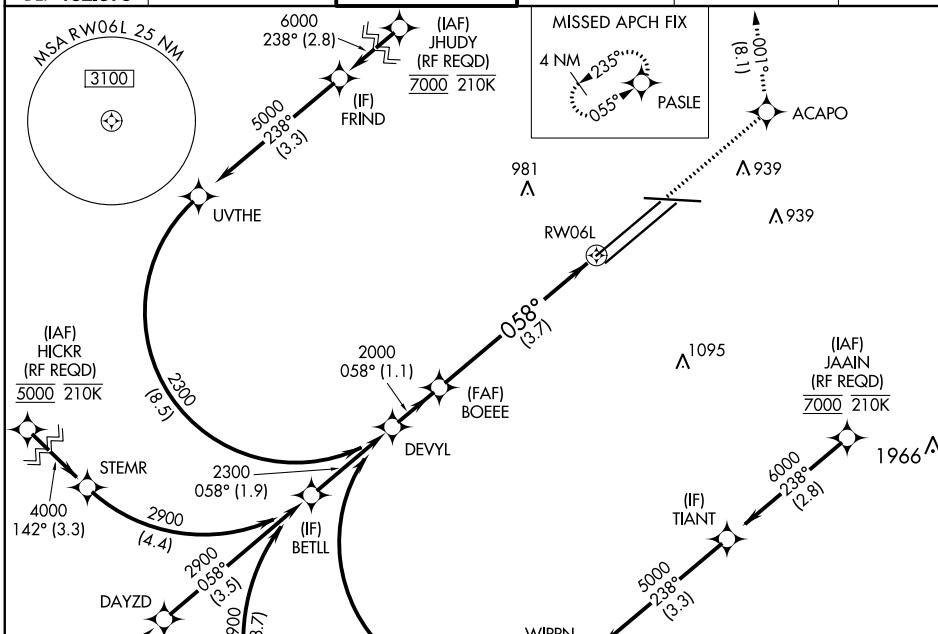 MSA RW06L 25 NM
3100
6000
238° (2.8)
(IAF)
JHUDY
(RF REQD)
7000 210K
(IF)
FRIND
5000
238°
(3.3)
UVTHE
MISSED APCH FIX
4 NM
235°
055°
PASLE
001°
(8.1)
ACAPO
981
939
939
RW06L
058°
(3.7)
1095
(IAF)
HICKR
(RF REQD)
5000 210K
2300
(8.5)
2000
058° (1.1)
(FAF)
BOEEE
DEVYL
(IAF)
JAAIN
(RF REQD)
7000 210K
1966
6000
238°
(2.8)
STEMR
4000
142° (3.3)
2300
058° (1.9)
2900
(4.4)
(IF)
BETLL
(IF)
TIANT
2900
058°
(3.5)
DAYZD
5000
238°
(3.3)